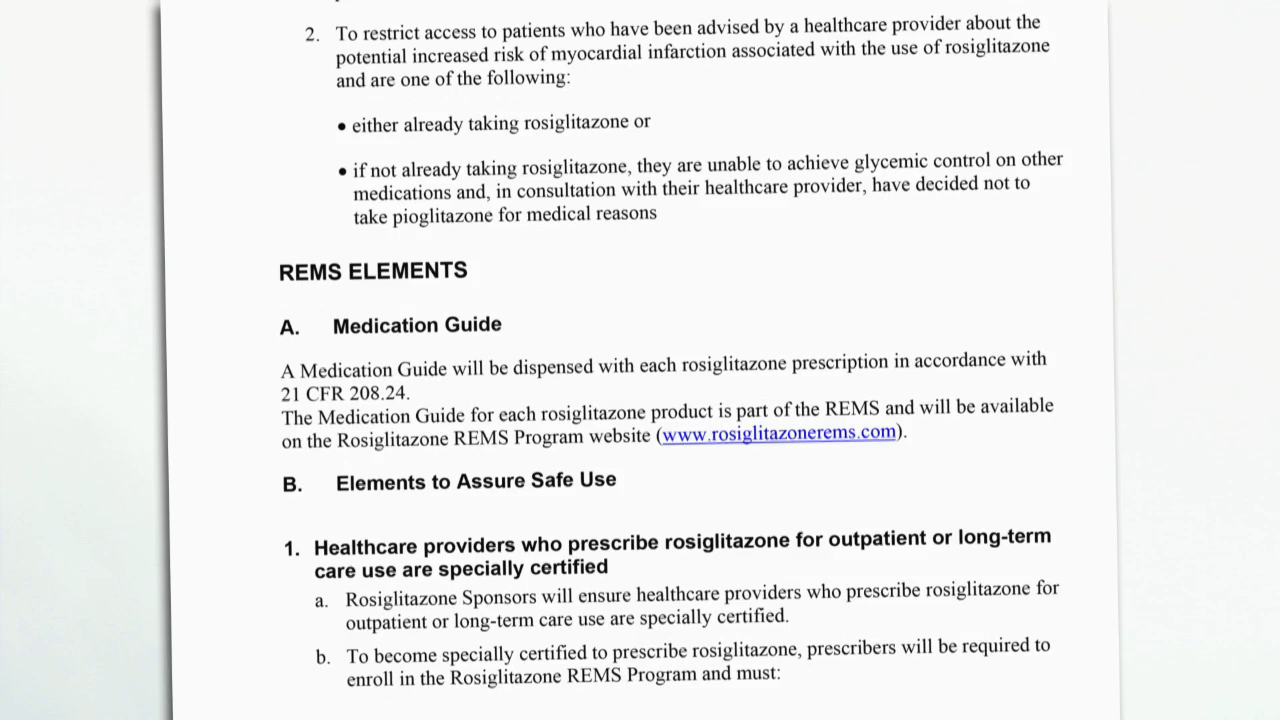 2. To restrict access to patients who have been advised by a healthcare provider about the
potential increased risk of myocardial infarction associated with the use of rosiglitazone
and are one of the following:
• either already taking rosiglitazone or
• if not already taking rosiglitazone, they are unable to achieve glycemic control on other
medications and, in consultation with their healthcare provider, have decided not to
take pioglitazone for medical reasons
REMS ELEMENTS
A. Medication Guide
A Medication Guide will be dispensed with each rosiglitazone prescription in accordance with
21 CFR 208.24.
The Medication Guide for each rosiglitazone product is part of the REMS and will be available
on the Rosiglitazone REMS Program website (www.rosiglitazonerems.com).
B. Elements to Assure Safe Use
1. Healthcare providers who prescribe rosiglitazone for outpatient or long-term
care use are specially certified
a. Rosiglitazone Sponsors will ensure healthcare providers who prescribe rosiglitazone for
outpatient or long-term care use are specially certified.
b. To become specially certified to prescribe rosiglitazone, prescribers will be required to
enroll in the Rosiglitazone REMS Program and must: